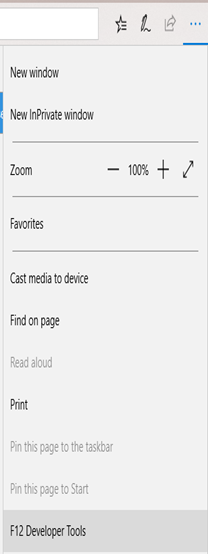 New window
New InPrivate window
Zoom 100%
Favorites
Cast media to device
Find on page
Read aloud
Print
Pin this page to the taskbar
Pin this page to Start
F12 Developer Tools